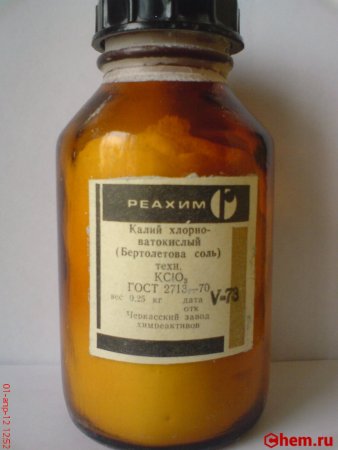 РЕАХИМ
Калий хлорно-
ватокислый
(Бертолетова соль)
техн.
KClO₃
ГОСТ 2713—70
вес 0,25 кг дата V-78
отк
Черкасский завод
химреактивов
01-апр-12 12:52
Chem.ru